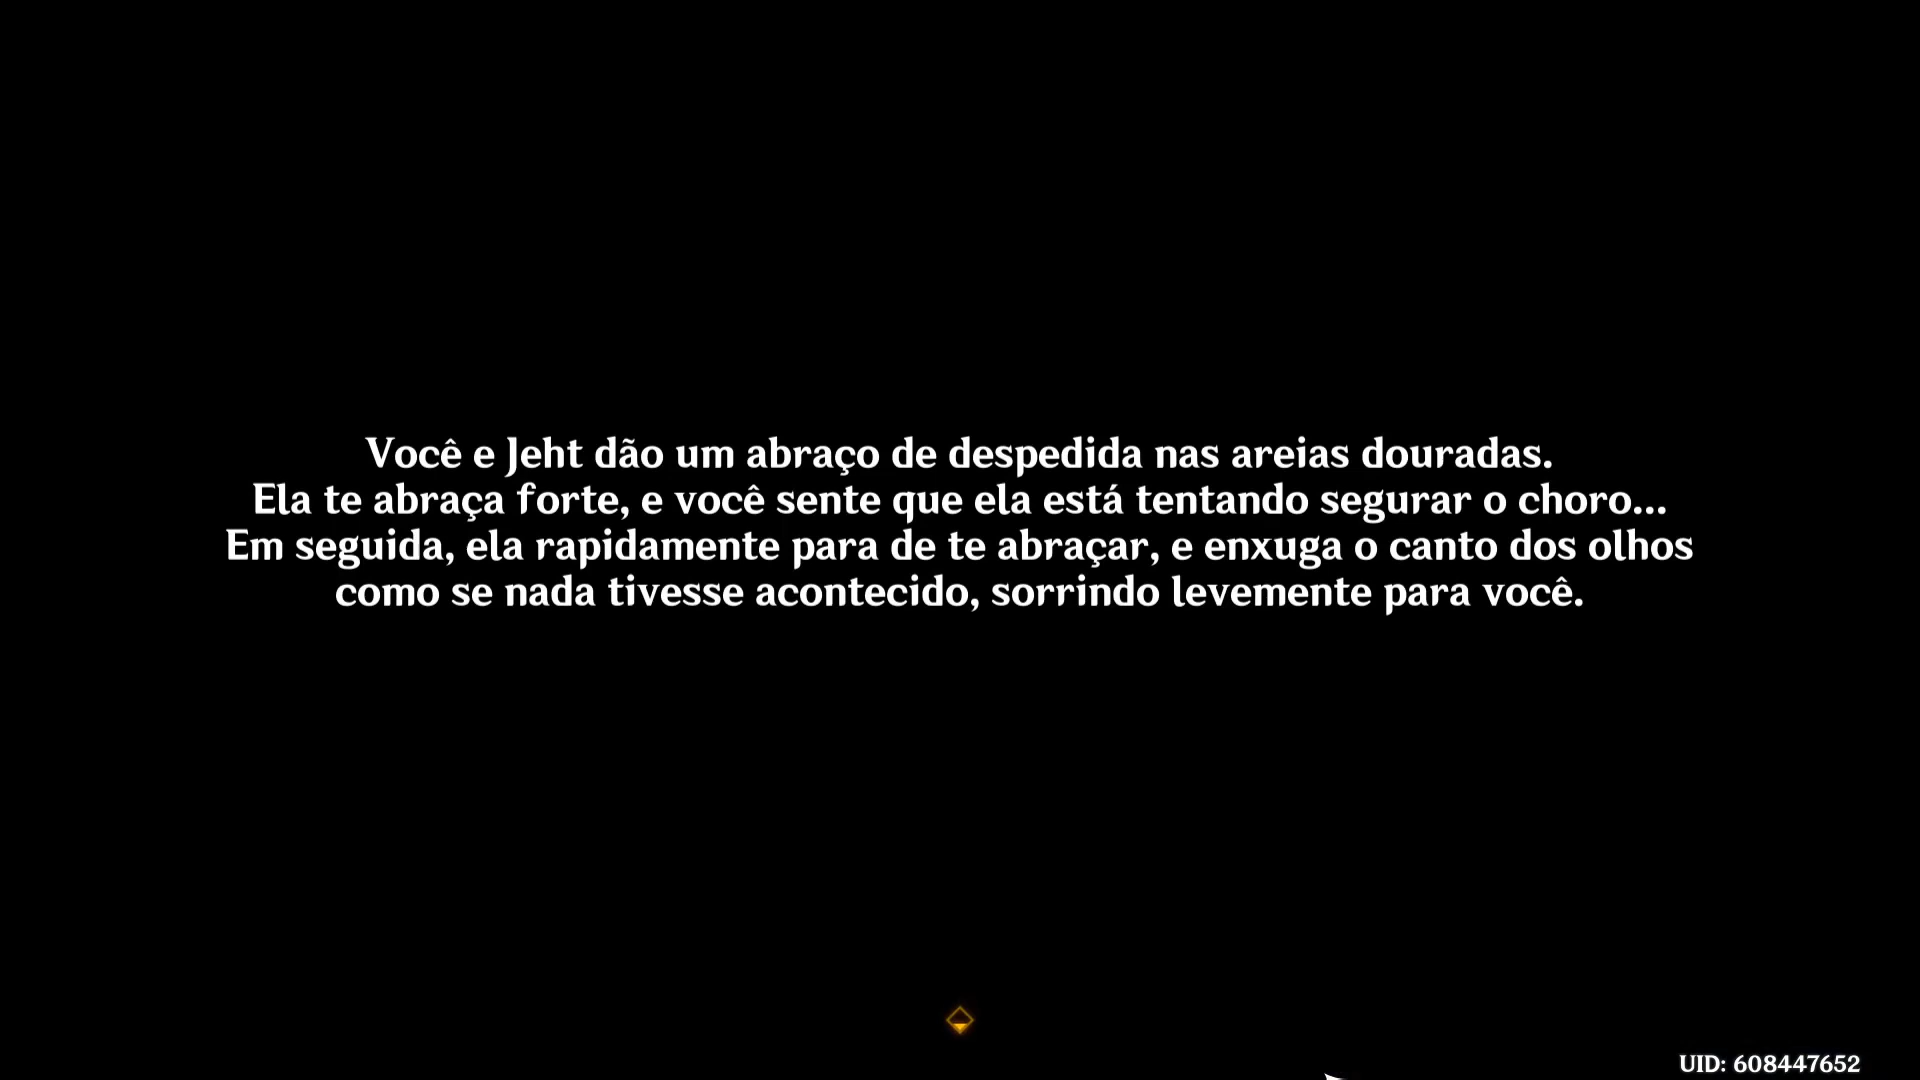 Você e Jeht dão um abraço de despedida nas areias douradas.
Ela te abraça forte, e você sente que ela está tentando segurar o choro...
Em seguida, ela rapidamente para de te abraçar, e enxuga o canto dos olhos
como se nada tivesse acontecido, sorrindo levemente para você.
UID: 608447652